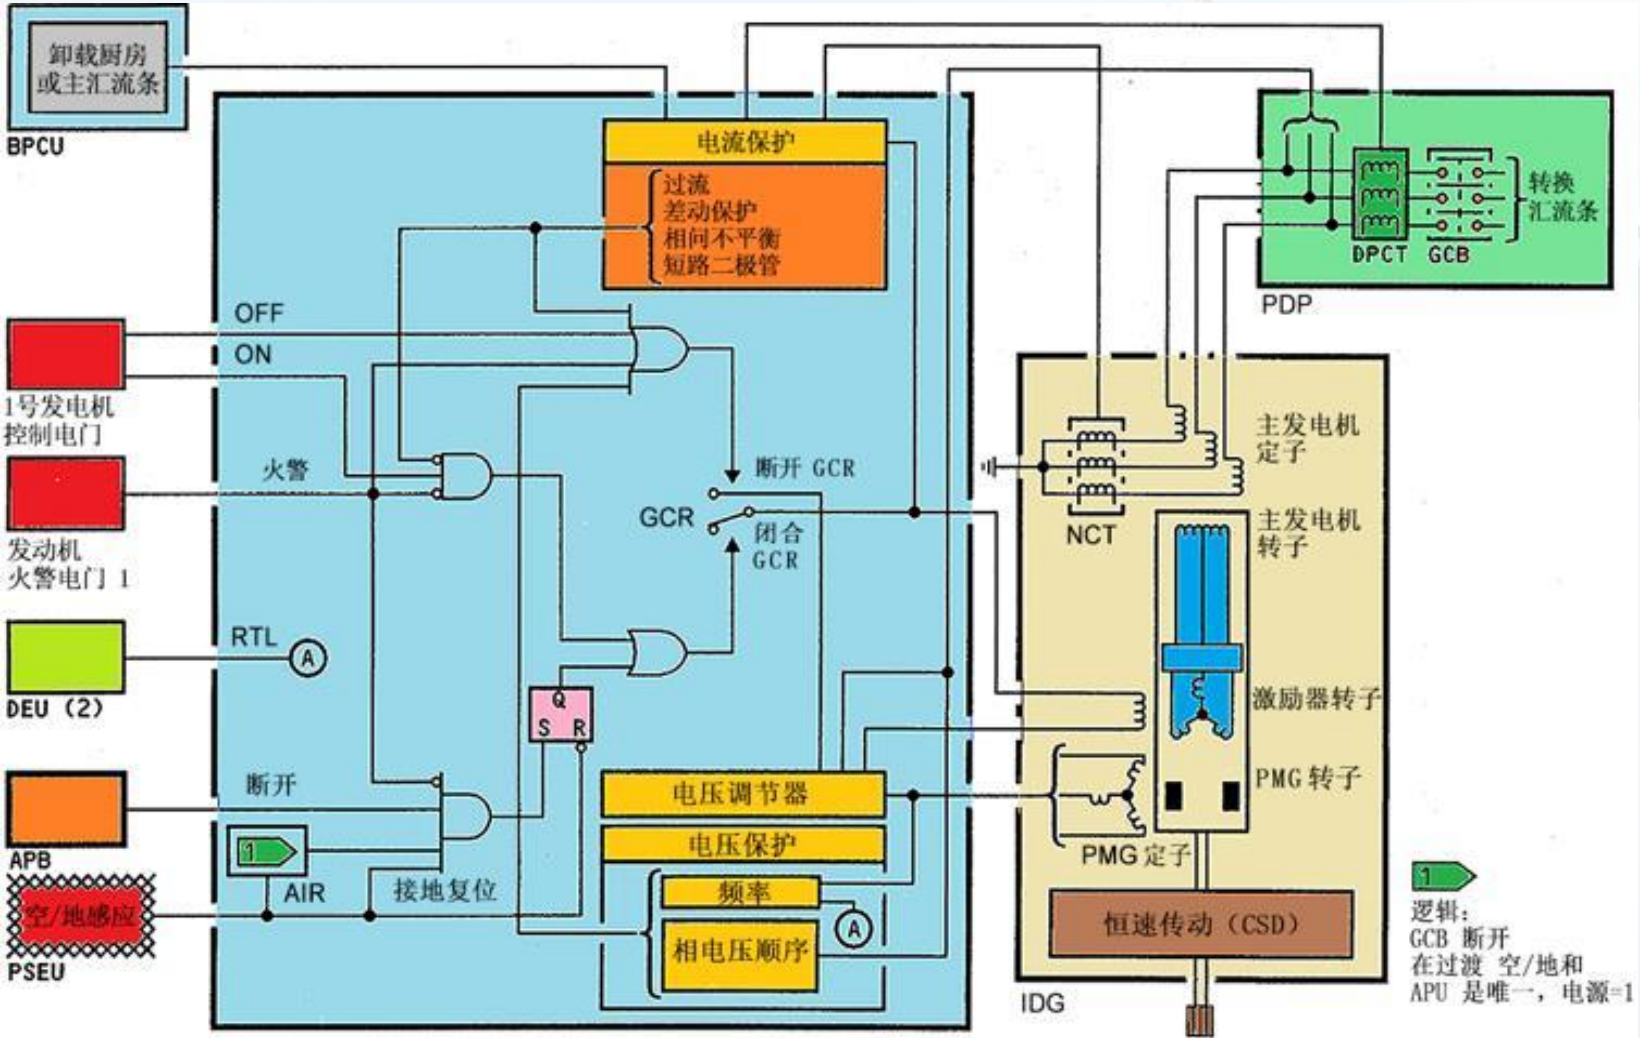 卸载厨房
或主汇流条
BPCU
电流保护
过流
差动保护
相间不平衡
短路二极管
转换
汇流条
DPCT
GCB
PDP
OFF
ON
1号发电机
控制电门
火警
发动机
火警电门 1
断开 GCR
GCR
闭合
GCR
NCT
主发电机
定子
主发电机
转子
RTL
A
DEU (2)
Q
S
R
激励器转子
断开
APB
电压调节器
PMG 转子
电压保护
PMG 定子
1
AIR
接地复位
频率
A
空/地感应
PSEU
相电压顺序
恒速传动 (CSD)
IDG
1
逻辑:
GCB 断开
在过渡 空/地和
APU 是唯一, 电源=1